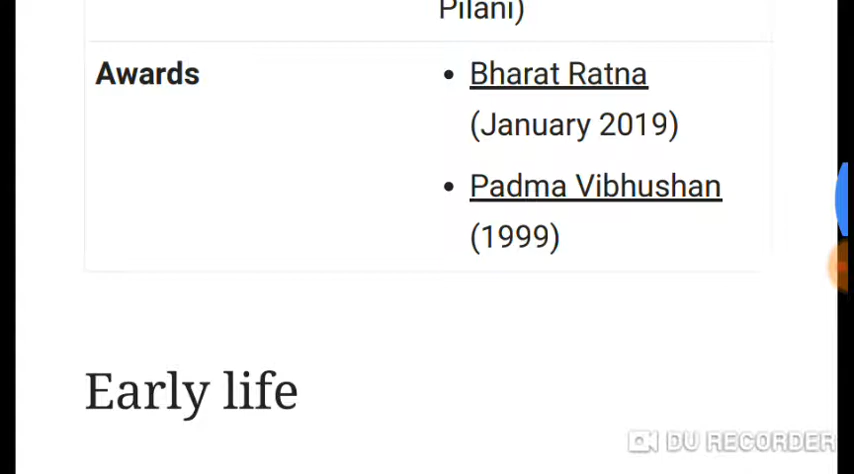 Pilani)
Awards
• Bharat Ratna
(January 2019)
• Padma Vibhushan
(1999)
Early life
DU RECORDER